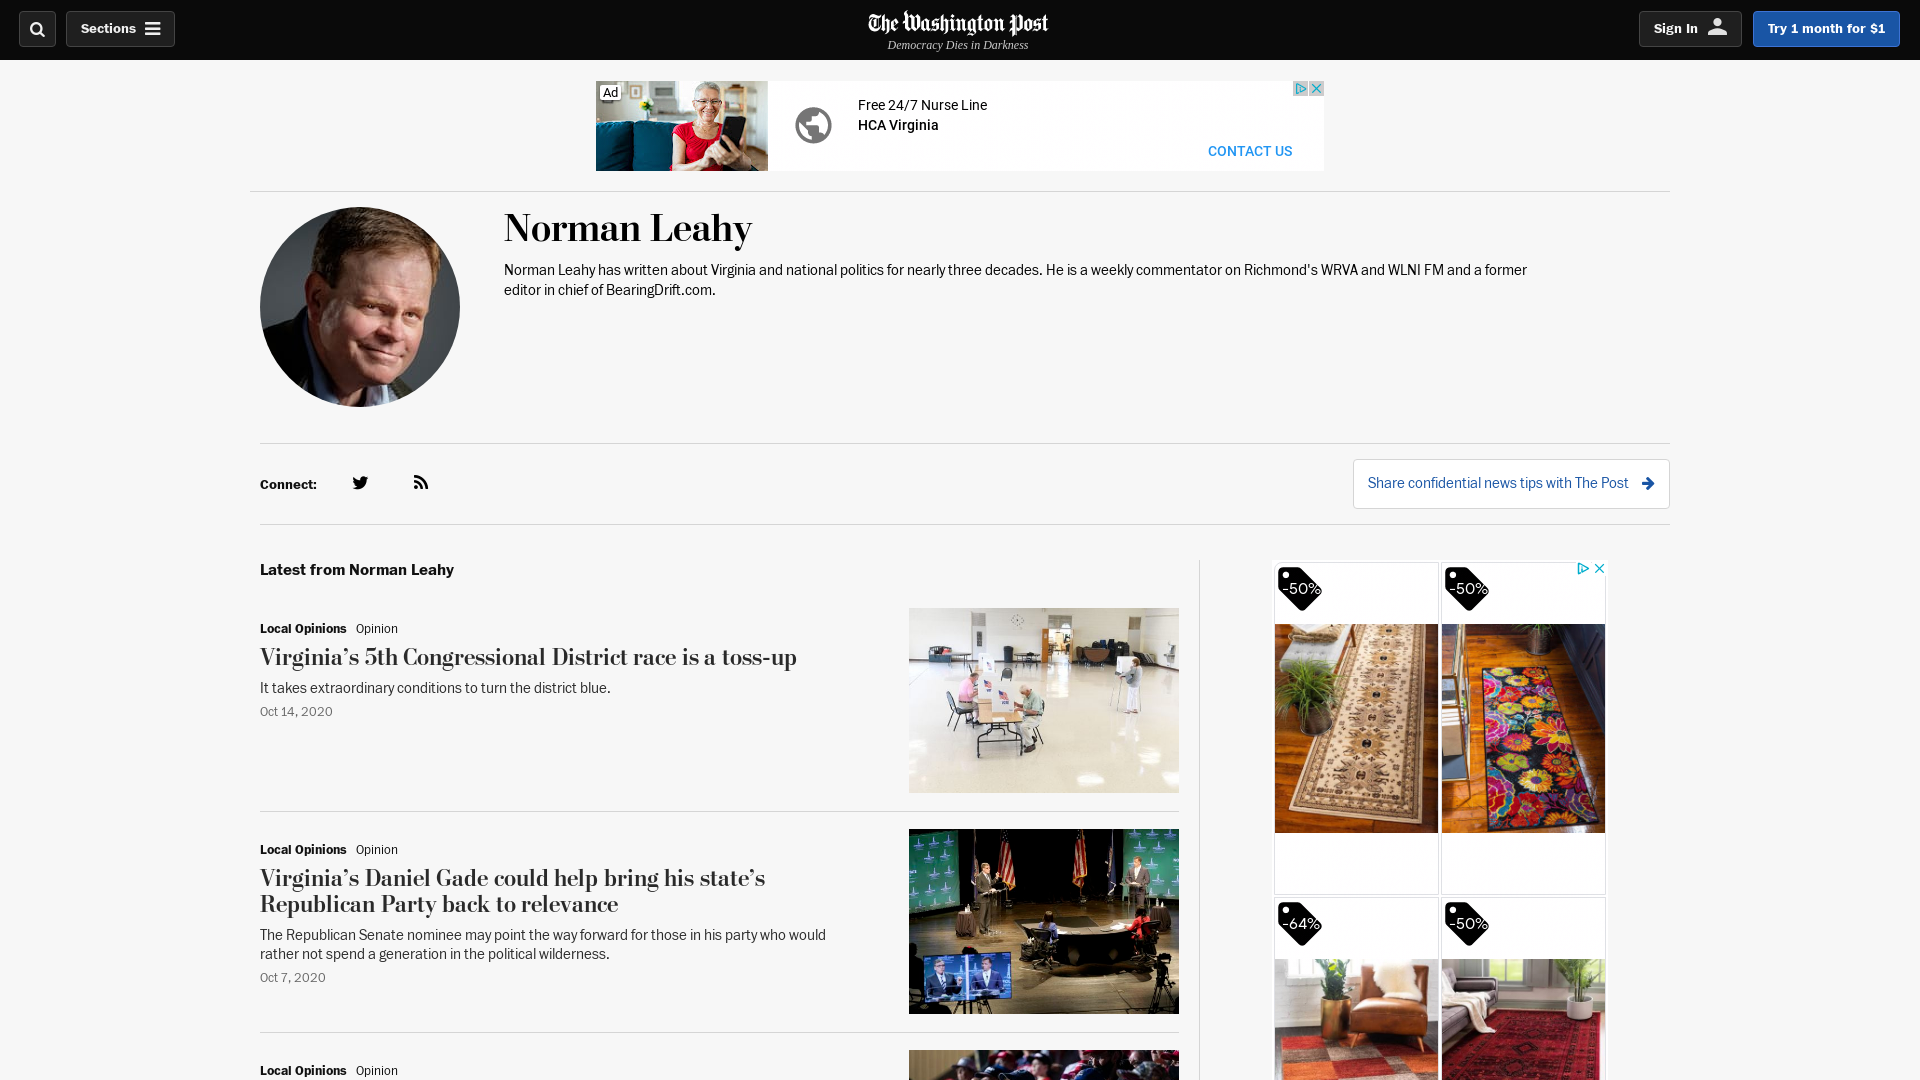 Sections
The Washington Post
Democracy Dies in Darkness
Sign In
Try 1 month for $1
Ad
Free 24/7 Nurse Line
HCA Virginia
CONTACT US
Norman Leahy
Norman Leahy has written about Virginia and national politics for nearly three decades. He is a weekly commentator on Richmond's WRVA and WLNI FM and a former
editor in chief of BearingDrift.com.
Connect:
Share confidential news tips with The Post
Latest from Norman Leahy
Local Opinions Opinion
Virginia’s 5th Congressional District race is a toss-up
It takes extraordinary conditions to turn the district blue.
Oct 14, 2020
Local Opinions Opinion
Virginia’s Daniel Gade could help bring his state’s
Republican Party back to relevance
The Republican Senate nominee may point the way forward for those in his party who would
rather not spend a generation in the political wilderness.
Oct 7, 2020
Local Opinions Opinion
-50%
-50%
-64%
-50%